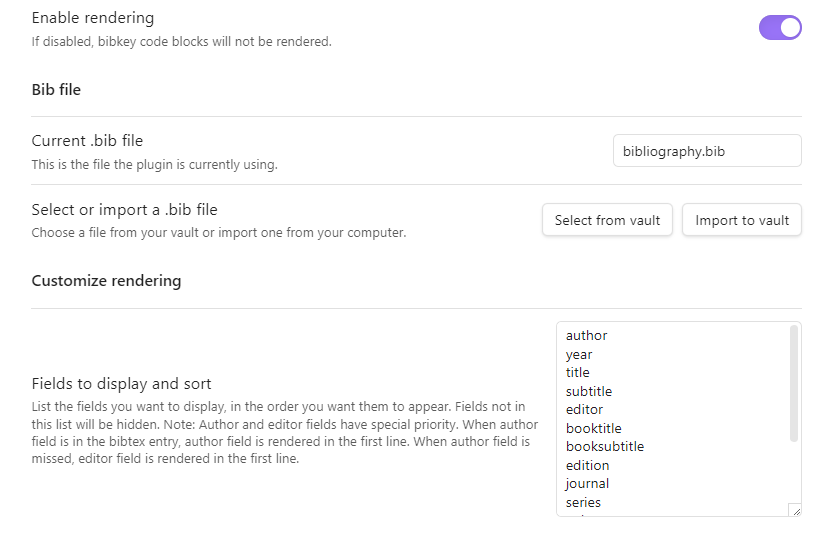 Enable rendering
If disabled, bibkey code blocks will not be rendered.
Bib file
Current .bib file
This is the file the plugin is currently using.
bibliography.bib
Select or import a .bib file
Choose a file from your vault or import one from your computer.
Select from vault
Import to vault
Customize rendering
Fields to display and sort
List the fields you want to display, in the order you want them to appear. Fields not in
this list will be hidden. Note: Author and editor fields have special priority. When author
field is in the bibtex entry, author field is rendered in the first line. When author field is
missed, editor field is rendered in the first line.
author
year
title
subtitle
editor
booktitle
booksubtitle
edition
journal
series